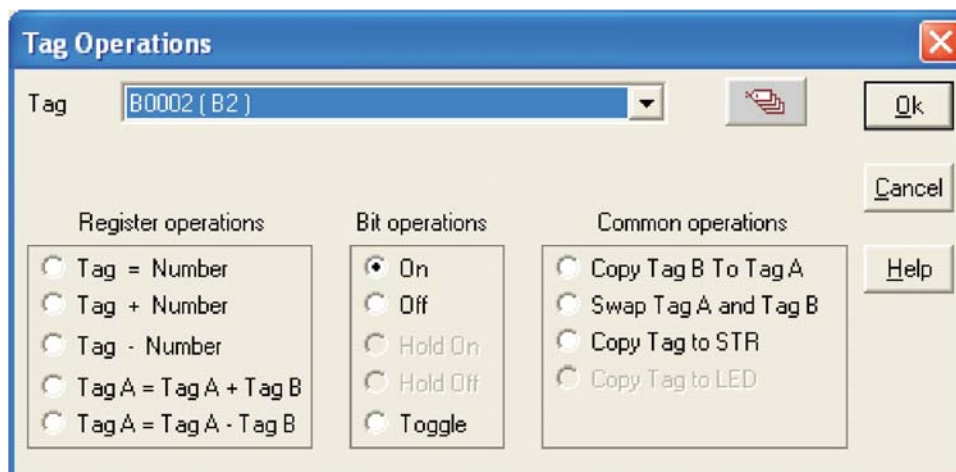 Tag Operations
Tag B0002 ( B2 ) Ok
Cancel
Register operations
Tag = Number
Tag + Number
Tag - Number
Tag A = Tag A + Tag B
Tag A = Tag A - Tag B
Bit operations
On
Off
Hold On
Hold Off
Toggle
Common operations
Copy Tag B To Tag A
Swap Tag A and Tag B
Copy Tag to STR
Copy Tag to LED
Help